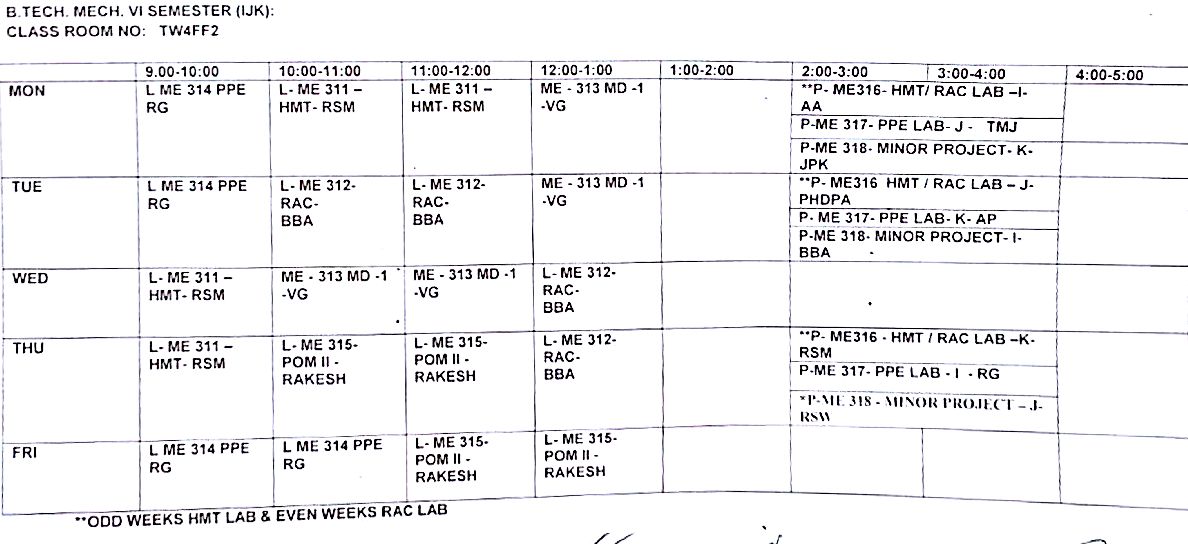 B.TECH. MECH. VI SEMESTER (IJK):
CLASS ROOM NO: TW4FF2
9.00-10:00 10:00-11:00 11:00-12:00 12:00-1:00 1:00-2:00 2:00-3:00 3:00-4:00 4:00-5:00
MON
L ME 314 PPE
RG
L- ME 311 –
HMT- RSM
L- ME 311 –
HMT- RSM
ME - 313 MD -1
-VG
**P- ME316- HMT/ RAC LAB –I-
AA
P-ME 317- PPE LAB- J - TMJ
P-ME 318- MINOR PROJECT- K-
JPK
TUE
L ME 314 PPE
RG
L- ME 312-
RAC-
BBA
L- ME 312-
RAC-
BBA
ME - 313 MD -1
-VG
**P- ME316 HMT / RAC LAB – J-
PHDPA
P- ME 317- PPE LAB- K- AP
P-ME 318- MINOR PROJECT- I-
BBA
WED
L- ME 311 –
HMT- RSM
ME - 313 MD -1
-VG
ME - 313 MD -1
-VG
L- ME 312-
RAC-
BBA
THU
L- ME 311 –
HMT- RSM
L- ME 315-
POM II -
RAKESH
L- ME 315-
POM II -
RAKESH
L- ME 312-
RAC-
BBA
**P- ME316 - HMT / RAC LAB –K-
RSM
P-ME 317- PPE LAB - I - RG
*P-ME 318 - MINOR PROJECT – J-
RSW
FRI
L ME 314 PPE
RG
L ME 314 PPE
RG
L- ME 315-
POM II -
RAKESH
L- ME 315-
POM II -
RAKESH
**ODD WEEKS HMT LAB & EVEN WEEKS RAC LAB